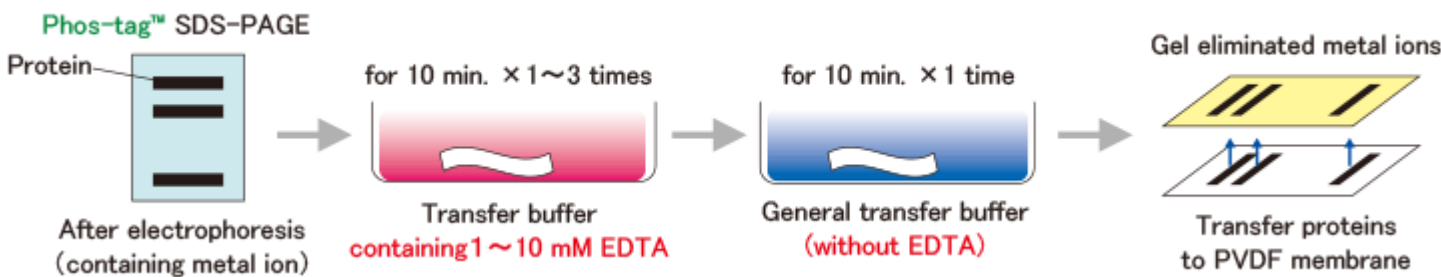 Phos-tag™ SDS-PAGE
Protein
After electrophoresis
(containing metal ion)
for 10 min. ×1～3 times
Transfer buffer
containing1～10 mM EDTA
for 10 min. ×1 time
General transfer buffer
(without EDTA)
Gel eliminated metal ions
Transfer proteins
to PVDF membrane